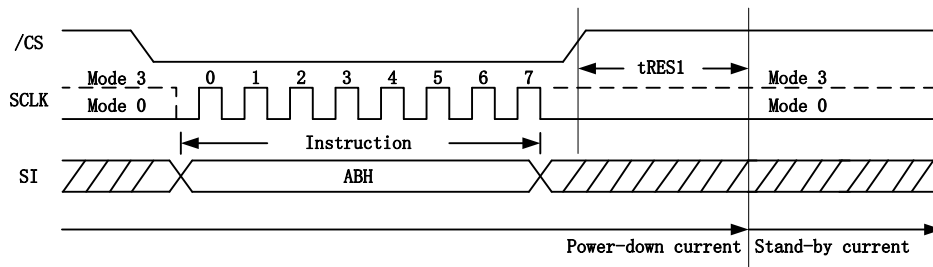 /CS
tRES1
Mode 3 0 1 2 3 4 5 6 7 Mode 3
SCLK
Mode 0 Mode 0
Instruction
SI ABH
Power-down current Stand-by current